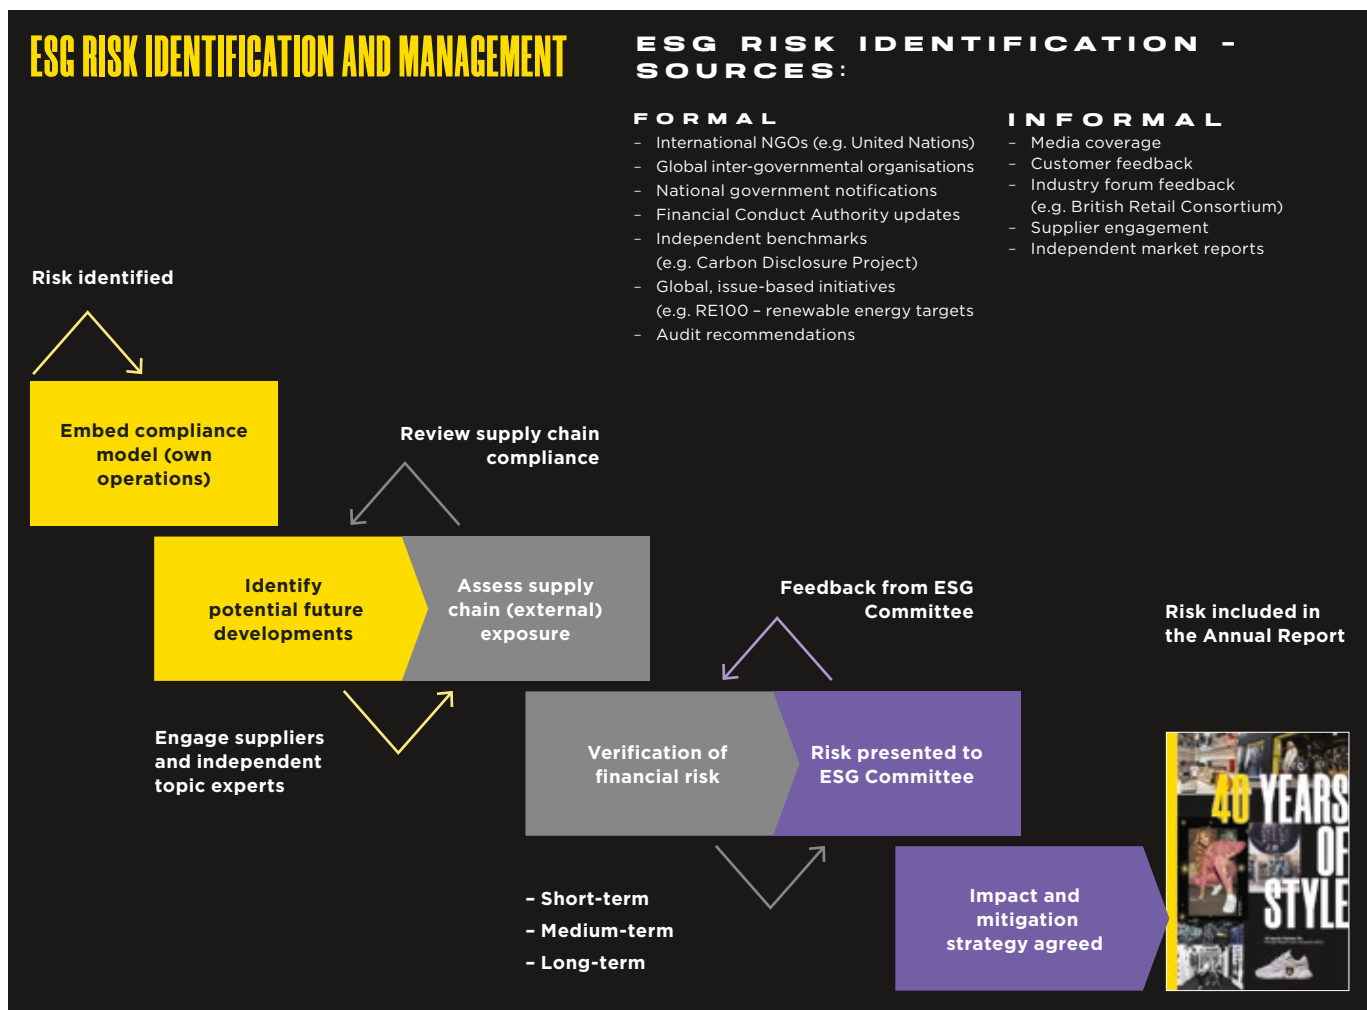 ESG RISK IDENTIFICATION AND MANAGEMENT
ESG RISK IDENTIFICATION -
SOURCES:
FORMAL
– International NGOs (e.g. United Nations)
– Global inter-governmental organisations
– National government notifications
– Financial Conduct Authority updates
– Independent benchmarks
(e.g. Carbon Disclosure Project)
– Global, issue-based initiatives
(e.g. RE100 – renewable energy targets
– Audit recommendations
INFORMAL
– Media coverage
– Customer feedback
– Industry forum feedback
(e.g. British Retail Consortium)
– Supplier engagement
– Independent market reports
Risk identified
Embed compliance
model (own
operations)
Review supply chain
compliance
Identify
potential future
developments
Assess supply
chain (external)
exposure
Engage suppliers
and independent
topic experts
Feedback from ESG
Committee
Verification of
financial risk
Risk presented to
ESG Committee
– Short-term
– Medium-term
– Long-term
Impact and
mitigation
strategy agreed
Risk included in
the Annual Report
40 YEARS
OF
STYLE